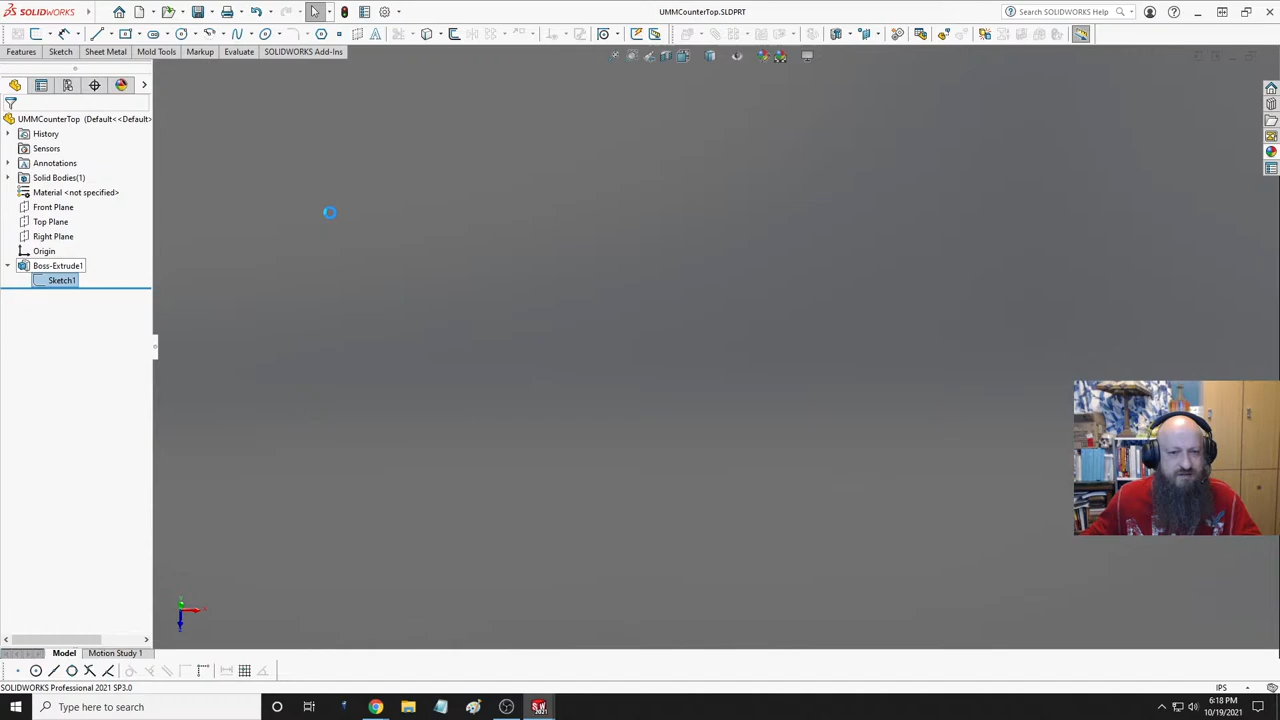 SOLIDWORKS
UMMCounterTop.SLDPRT
Search SOLIDWORKS Help
Features
Sketch
Sheet Metal
Mold Tools
Markup
Evaluate
SOLIDWORKS Add-Ins
UMMCounterTop (Default<<Default>
History
Sensors
Annotations
Solid Bodies(1)
Material <not specified>
Front Plane
Top Plane
Right Plane
Origin
Boss-Extrude1
Sketch1
Model
Motion Study 1
SOLIDWORKS Professional 2021 SP3.0
IPS
Type here to search
6:18 PM
10/19/2021